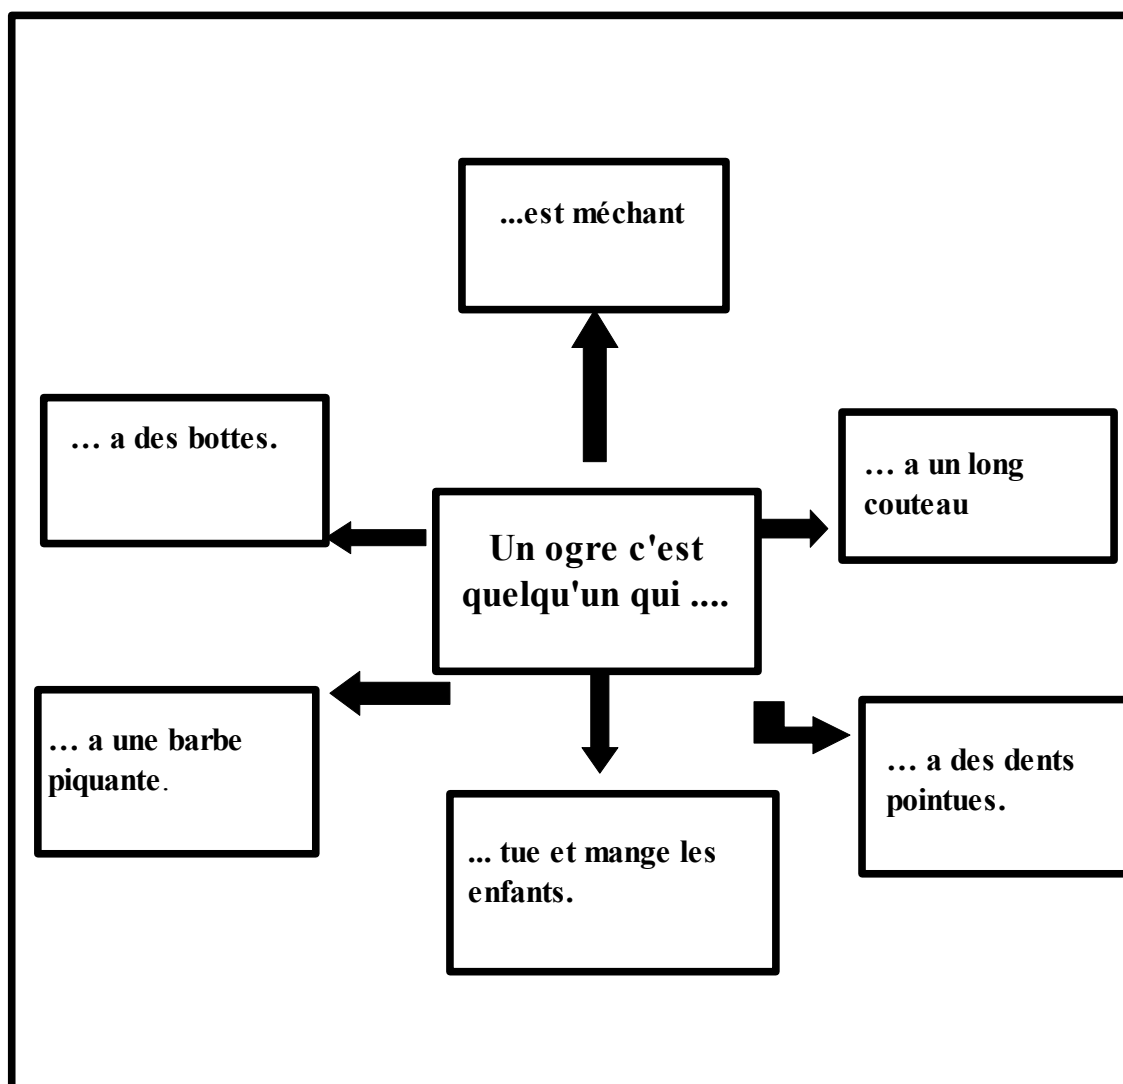 ...est méchant
… a des bottes.
… a un long
couteau
Un ogre c'est
quelqu'un qui ....
… a une barbe
piquante.
… a des dents
pointues.
... tue et mange les
enfants.